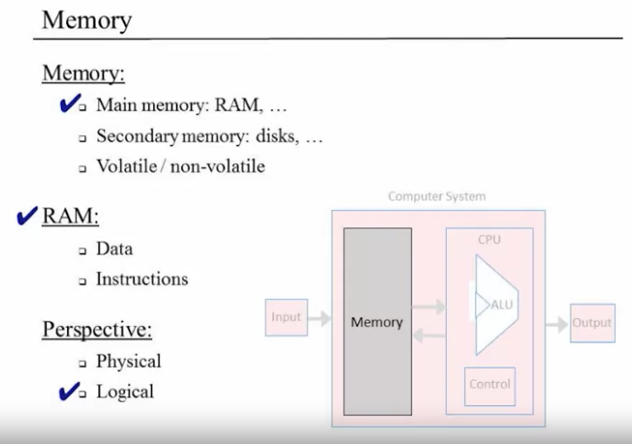 Memory
Memory:
Main memory: RAM, …
Secondary memory: disks, …
Volatile / non-volatile
RAM:
Data
Instructions
Perspective:
Physical
Logical
Computer System
CPU
ALU
Input
Memory
Output
Control